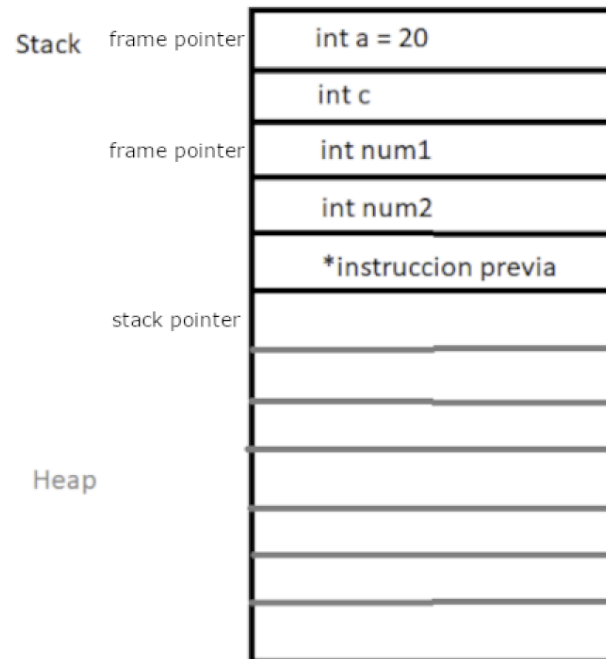 Stack
frame pointer
int a = 20
int c
frame pointer
int num1
int num2
*instruccion previa
stack pointer
Heap